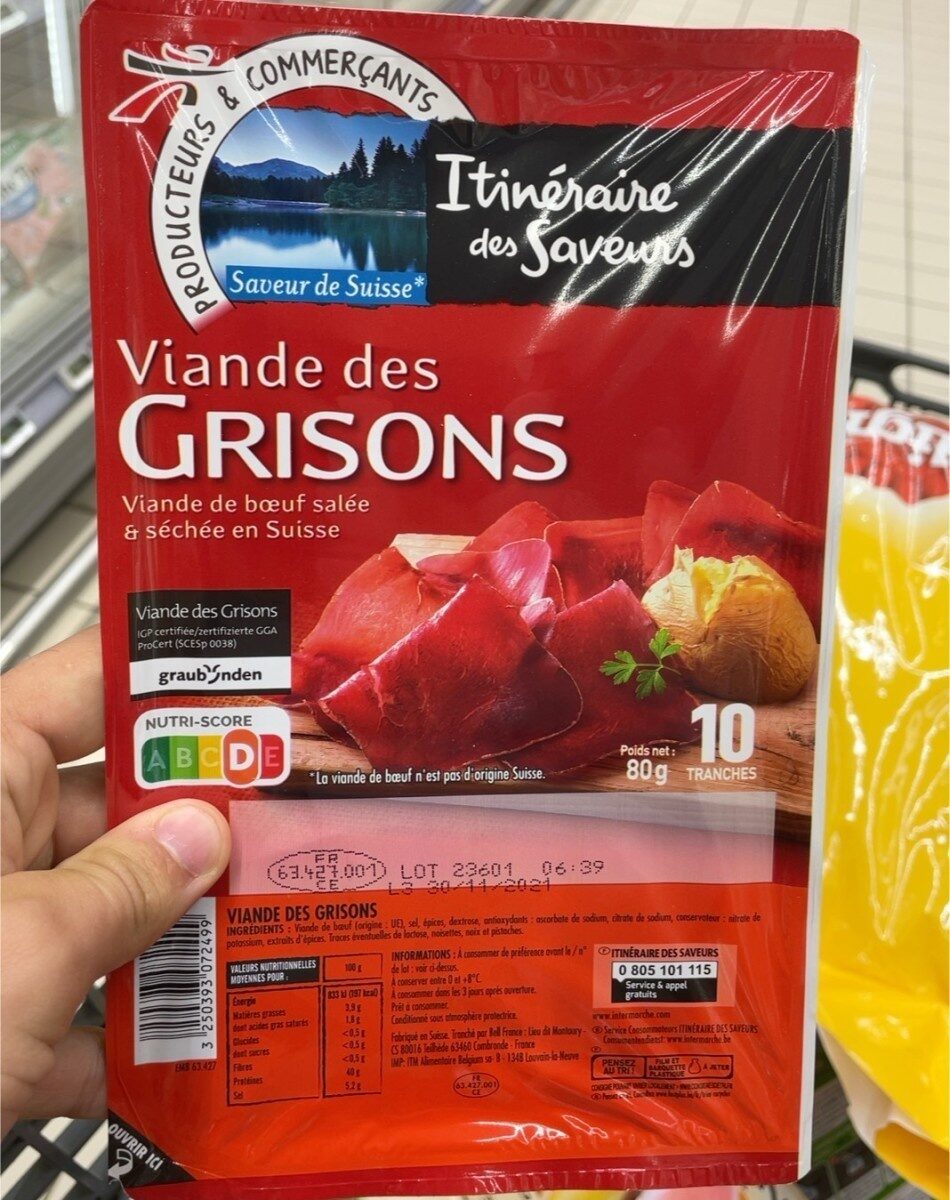 PRODUCTEURS & COMMERÇANTS
Itinéraire
des Saveurs
Saveur de Suisse*
Viande des
GRISONS
Viande de bœuf salée
& séchée en Suisse
Viande des Grisons
IGP certifiée/zertifizierte GGA
ProCert (SCESp 0038)
graubünden
NUTRI-SCORE
A B C D E
*La viande de bœuf n'est pas d'origine Suisse.
Poids net :
80 g
10
TRANCHES
FR
63.427.001
CE
LOT 23601 06:39
L3 30/11/2021
VIANDE DES GRISONS
INGRÉDIENTS : Viande de bœuf (origine : UE), sel, épices, dextrose, antioxydants : ascorbate de sodium, citrate de sodium, conservateur : nitrate de
potassium, extraits d'épices. Traces éventuelles de lactose, noisettes, noix et pistaches.
VALEURS NUTRITIONNELLES
MOYENNES POUR :
100 g
Énergie 833 kJ (197 kcal)
Matières grasses 3,9 g
dont acides gras saturés 1,8 g
Glucides <0,5 g
dont sucres <0,5 g
Fibres <0,5 g
Protéines 40 g
Sel 5,2 g
INFORMATIONS : À consommer de préférence avant le / n°
de lot : voir ci-dessus.
À conserver entre 0 et +8°C.
À consommer dans les 3 jours après ouverture.
Prêt à consommer.
Conditionné sous atmosphère protectrice.
Fabriqué en Suisse. Tranché par Bell France : Lieu dit Montauray -
CS 80016 Teilhède 63460 Combronde - France
IMP: ITM Alimentaire Belgium sa- B - 1348 Louvain-la-Neuve
FR
63.427.001
CE
ITINÉRAIRE DES SAVEURS
0 805 101 115
Service & appel
gratuits
www.intermarche.com
Service Consommateurs ITINÉRAIRE DES SAVEURS
Consumentendienst: www.intermarche.be
PENSEZ
AU TRI !
FILM ET
BARQUETTE
PLASTIQUE
À JETER
3 250393 072499
EMB 63.427
OUVRIR ICI